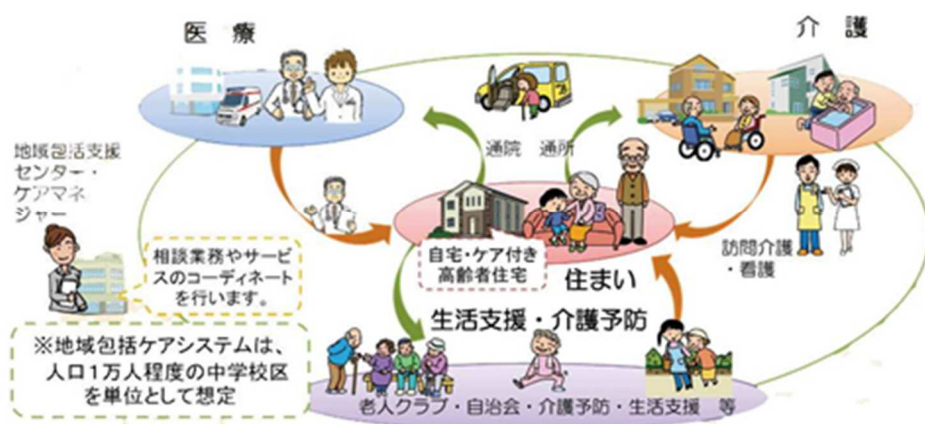 医療
介護
通院 通所
地域包活支援
センター・
ケアマネ
ジャー
相談業務やサービ
スのコーディネート
を行います。
自宅・ケア付き
高齢者住宅
住まい
訪問介護
・看護
生活支援・介護予防
※地域包括ケアシステムは、
人口1万人程度の中学校区
を単位として想定
老人クラブ・自治会・介護予防・生活支援 等